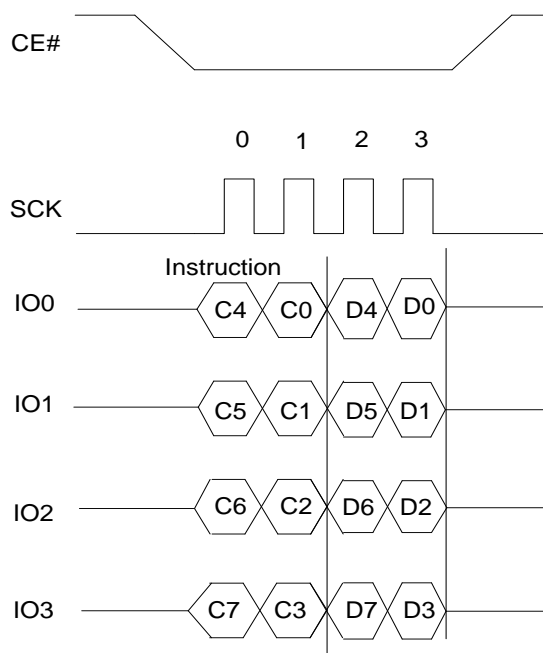 CE#
0 1 2 3
SCK
Instruction
IO0 C4 C0 D4 D0
IO1 C5 C1 D5 D1
IO2 C6 C2 D6 D2
IO3 C7 C3 D7 D3